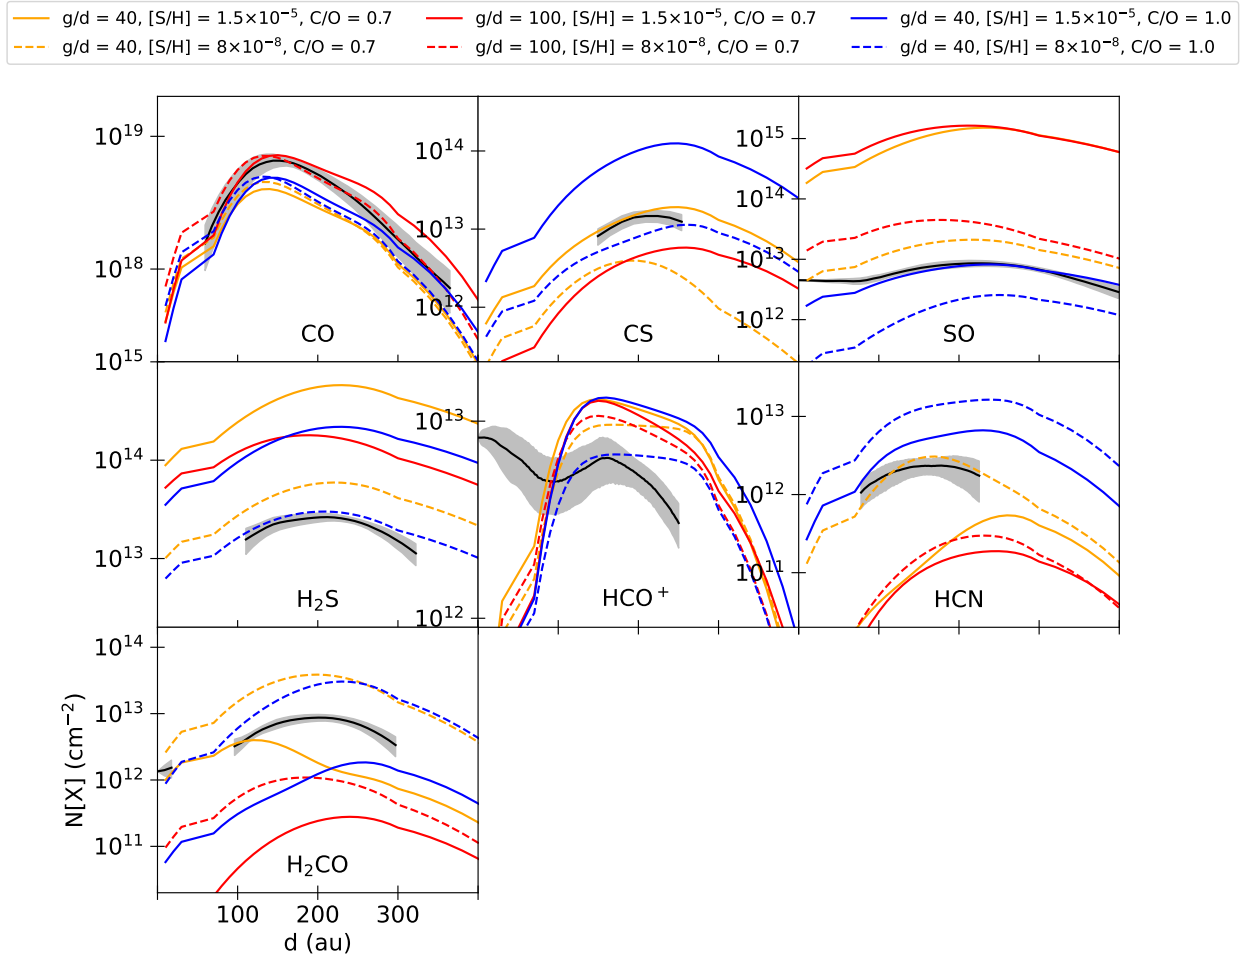 g/d = 40, [S/H] = 1.5×10⁻⁵, C/O = 0.7 g/d = 100, [S/H] = 1.5×10⁻⁵, C/O = 0.7 g/d = 40, [S/H] = 1.5×10⁻⁵, C/O = 1.0
g/d = 40, [S/H] = 8×10⁻⁸, C/O = 0.7 g/d = 100, [S/H] = 8×10⁻⁸, C/O = 0.7 g/d = 40, [S/H] = 8×10⁻⁸, C/O = 1.0
10¹⁹ 10¹⁴ 10¹⁵
10¹⁴
10¹³
10¹⁸ 10¹³
10¹² 10¹²
CO CS SO
10¹⁵
10¹³ 10¹³
10¹⁴
10¹²
10¹³ 10¹¹
H₂S HCO⁺ HCN
10¹²
10¹⁴
10¹³
10¹²
10¹¹
N[X] (cm⁻²)
H₂CO
100 200 300
d (au)